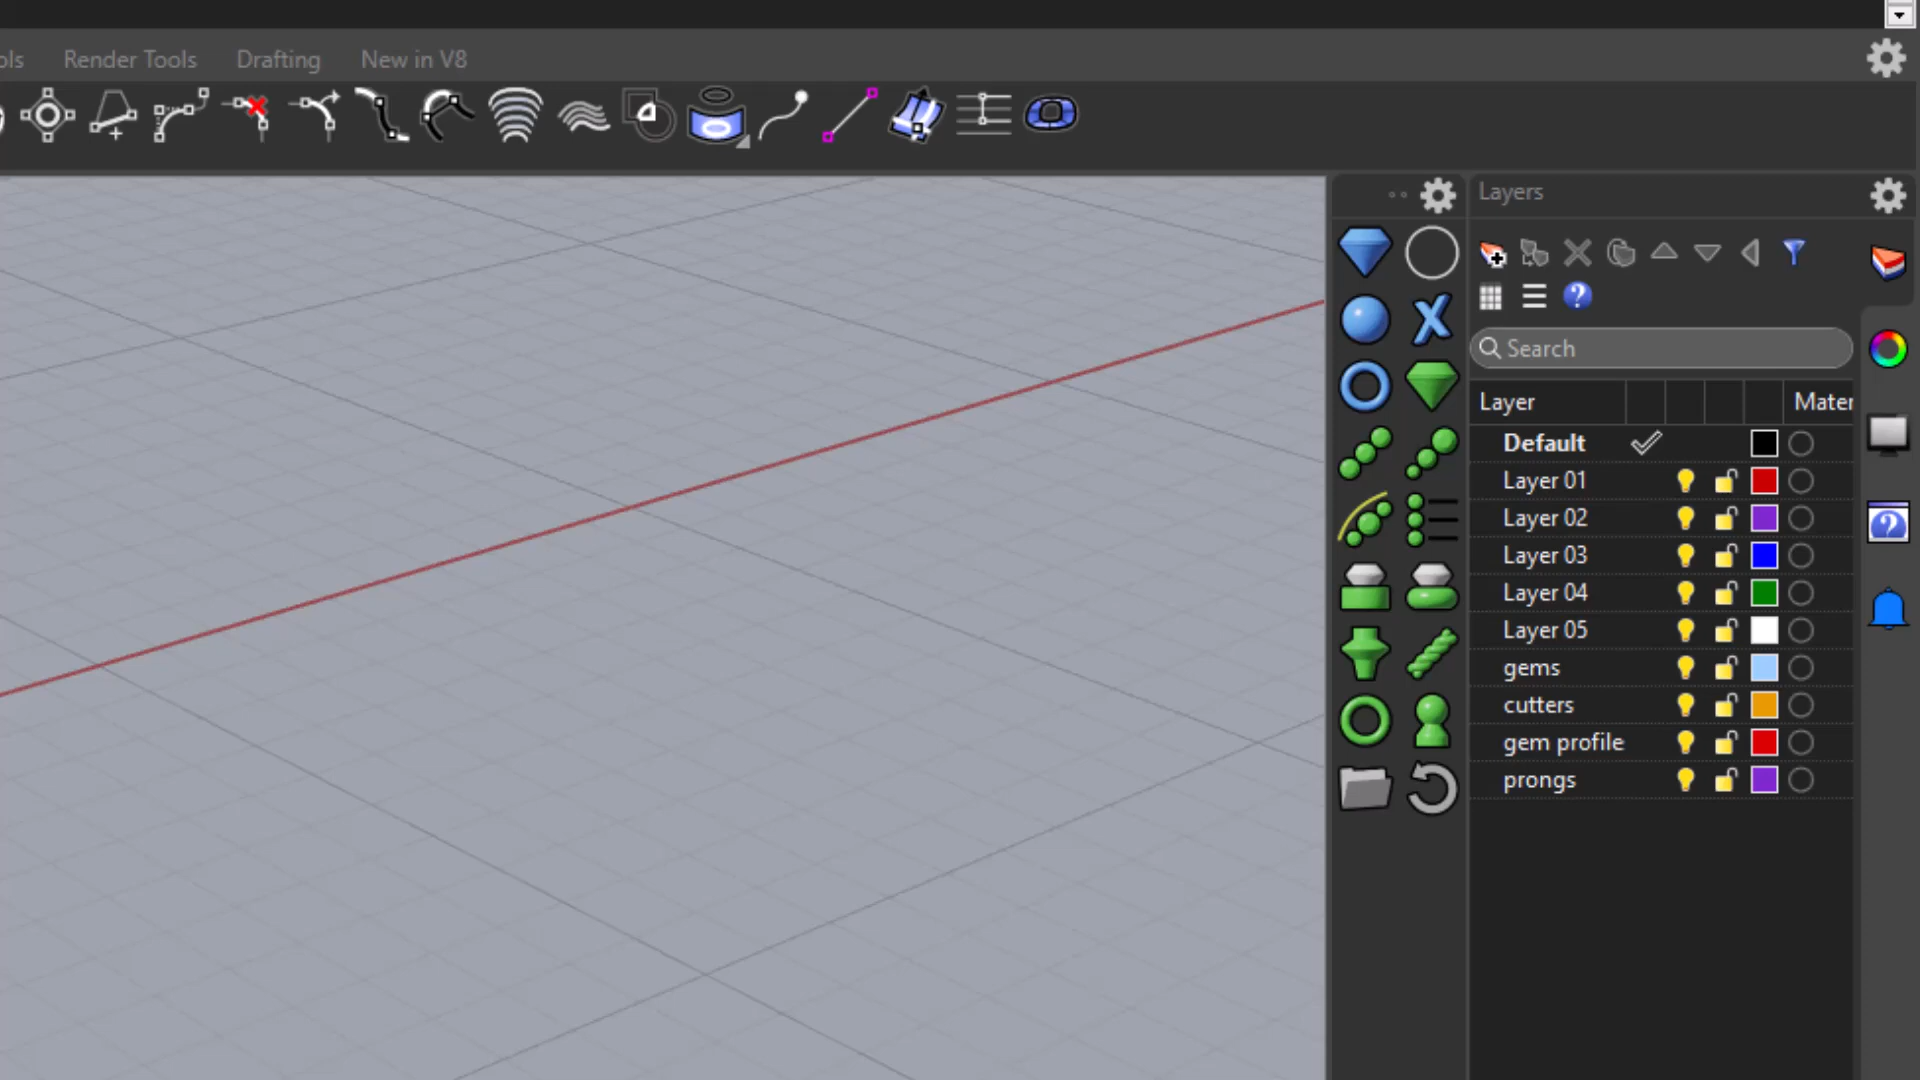 ols Render Tools Drafting New in V8
Layers
Search
Layer Mater
Default
Layer 01
Layer 02
Layer 03
Layer 04
Layer 05
gems
cutters
gem profile
prongs